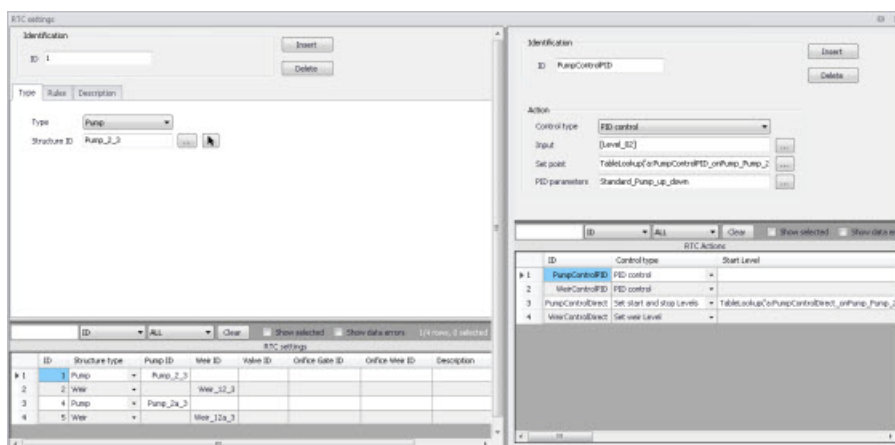 RTC settings
Identification
ID 1
Insert
Delete
Type Rules Description
Type Pump
Structure ID Pump_2_3 ...
ID ALL Clear Show selected Show data errors 1/4 rows, 0 selected
RTC settings
ID Structure type Pump ID Weir ID Valve ID Orifice Gate ID Orifice Weir ID Description
1 1 Pump Pump_2_3
2 2 Weir Weir_12_3
3 4 Pump Pump_2a_3
4 5 Weir Weir_12a_3
Identification
ID PumpControlPID
Insert
Delete
Action
Control type PID control
Input [Level_B2] ...
Set point TableLookup('a:PumpControlPID_onPump_Pump_2 ...
PID parameters Standard_Pump_up_down ...
ID ALL Clear Show selected Show data er
RTC Actions
ID Control type Start Level
1 PumpControlPID PID control
2 WeirControlPID PID control
3 PumpControlDirect Set start and stop Levels TableLookup('a:PumpControlDirect_onPump_Pump_2
4 WeirControlDirect Set weir Level